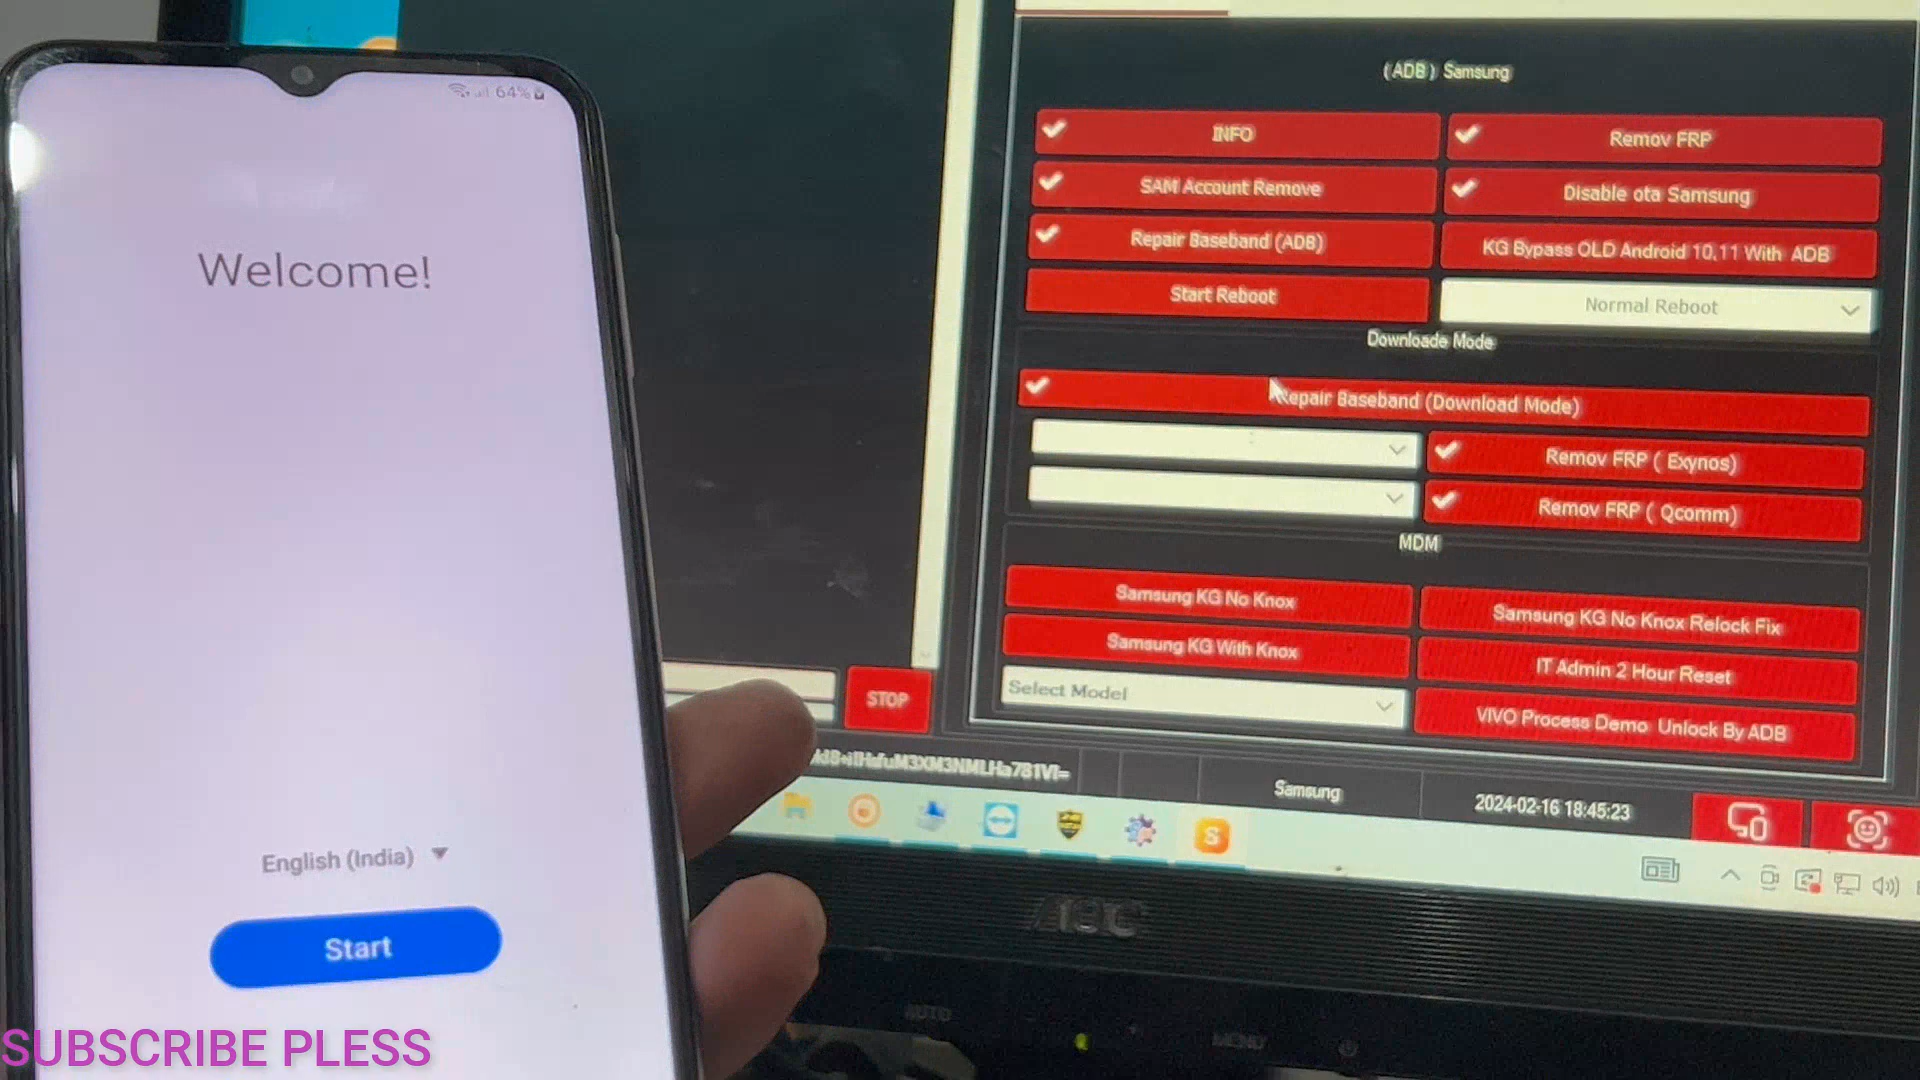 64%
Welcome!
English (India)
Start
SUBSCRIBE PLESS
(ADB) Samsung
INFO
Remov FRP
SAM Account Remove
Disable ota Samsung
Repair Baseband (ADB)
KG Bypass OLD Android 10,11 With ADB
Start Reboot
Normal Reboot
Downloade Mode
Repair Baseband (Download Mode)
Remov FRP ( Exynos)
Remov FRP ( Qcomm)
MDM
Samsung KG No Knox
Samsung KG No Knox Relock Fix
Samsung KG With Knox
IT Admin 2 Hour Reset
Select Model
VIVO Process Demo Unlock By ADB
STOP
Samsung
2024-02-16 18:45:23
S
AOC
AUTO
MENU